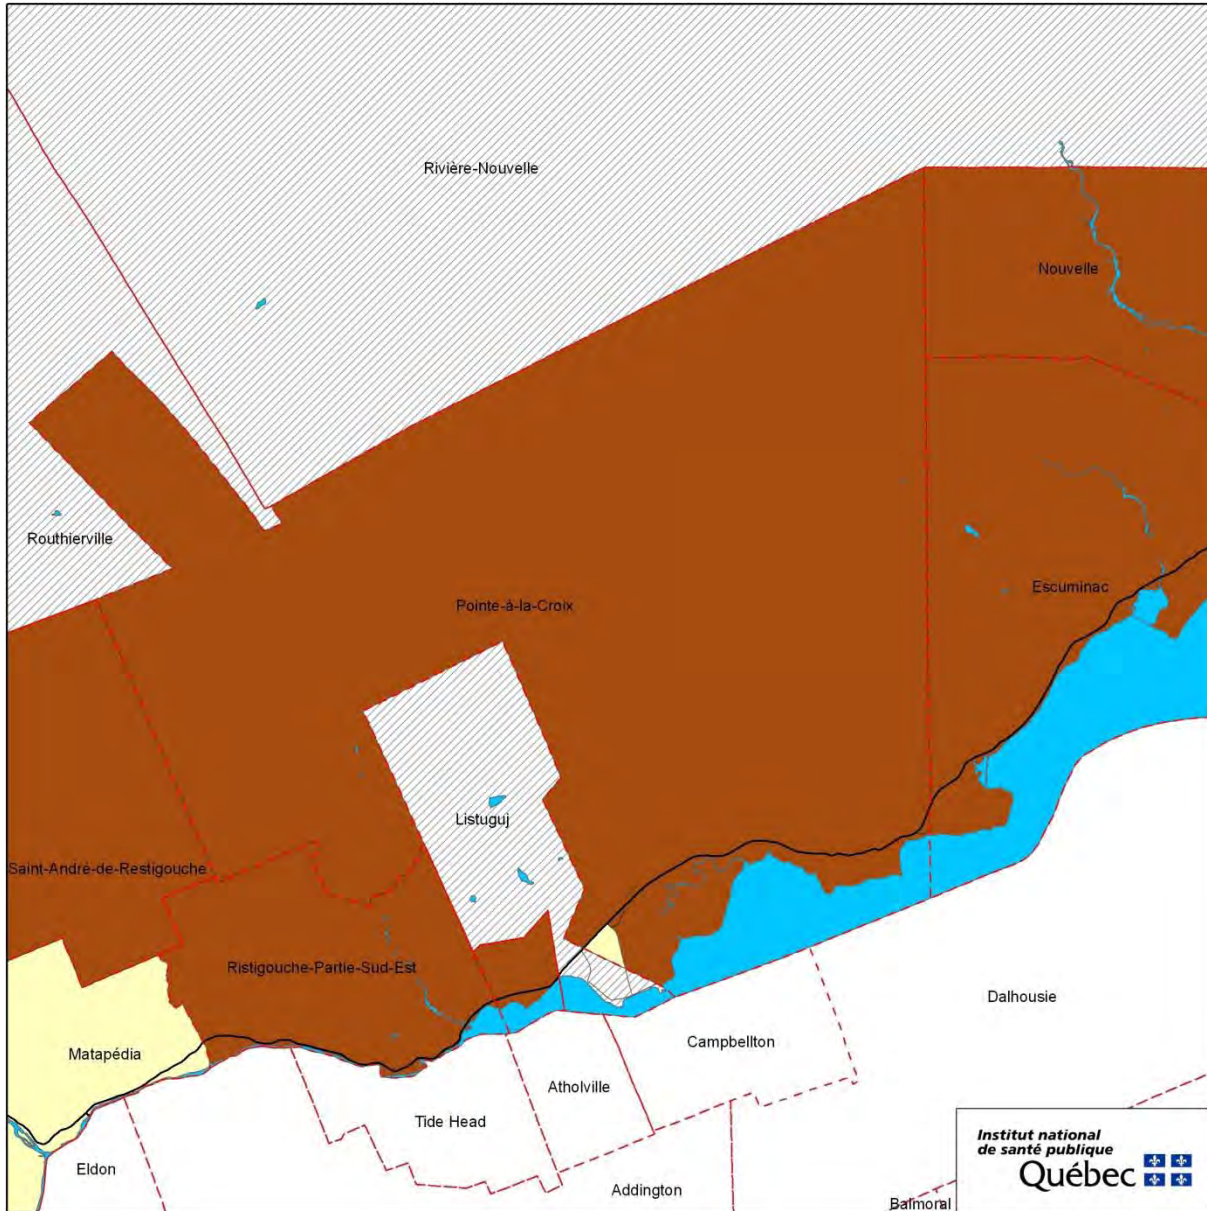 Rivière-Nouvelle
Nouvelle
Routhierville
Escuminac
Pointe-à-la-Croix
Listuguj
Saint-André-de-Restigouche
Ristigouche-Partie-Sud-Est
Dalhousie
Matapédia
Campbellton
Atholville
Tide Head
Eldon
Addington
Balmoral
Institut national
de santé publique
Québec